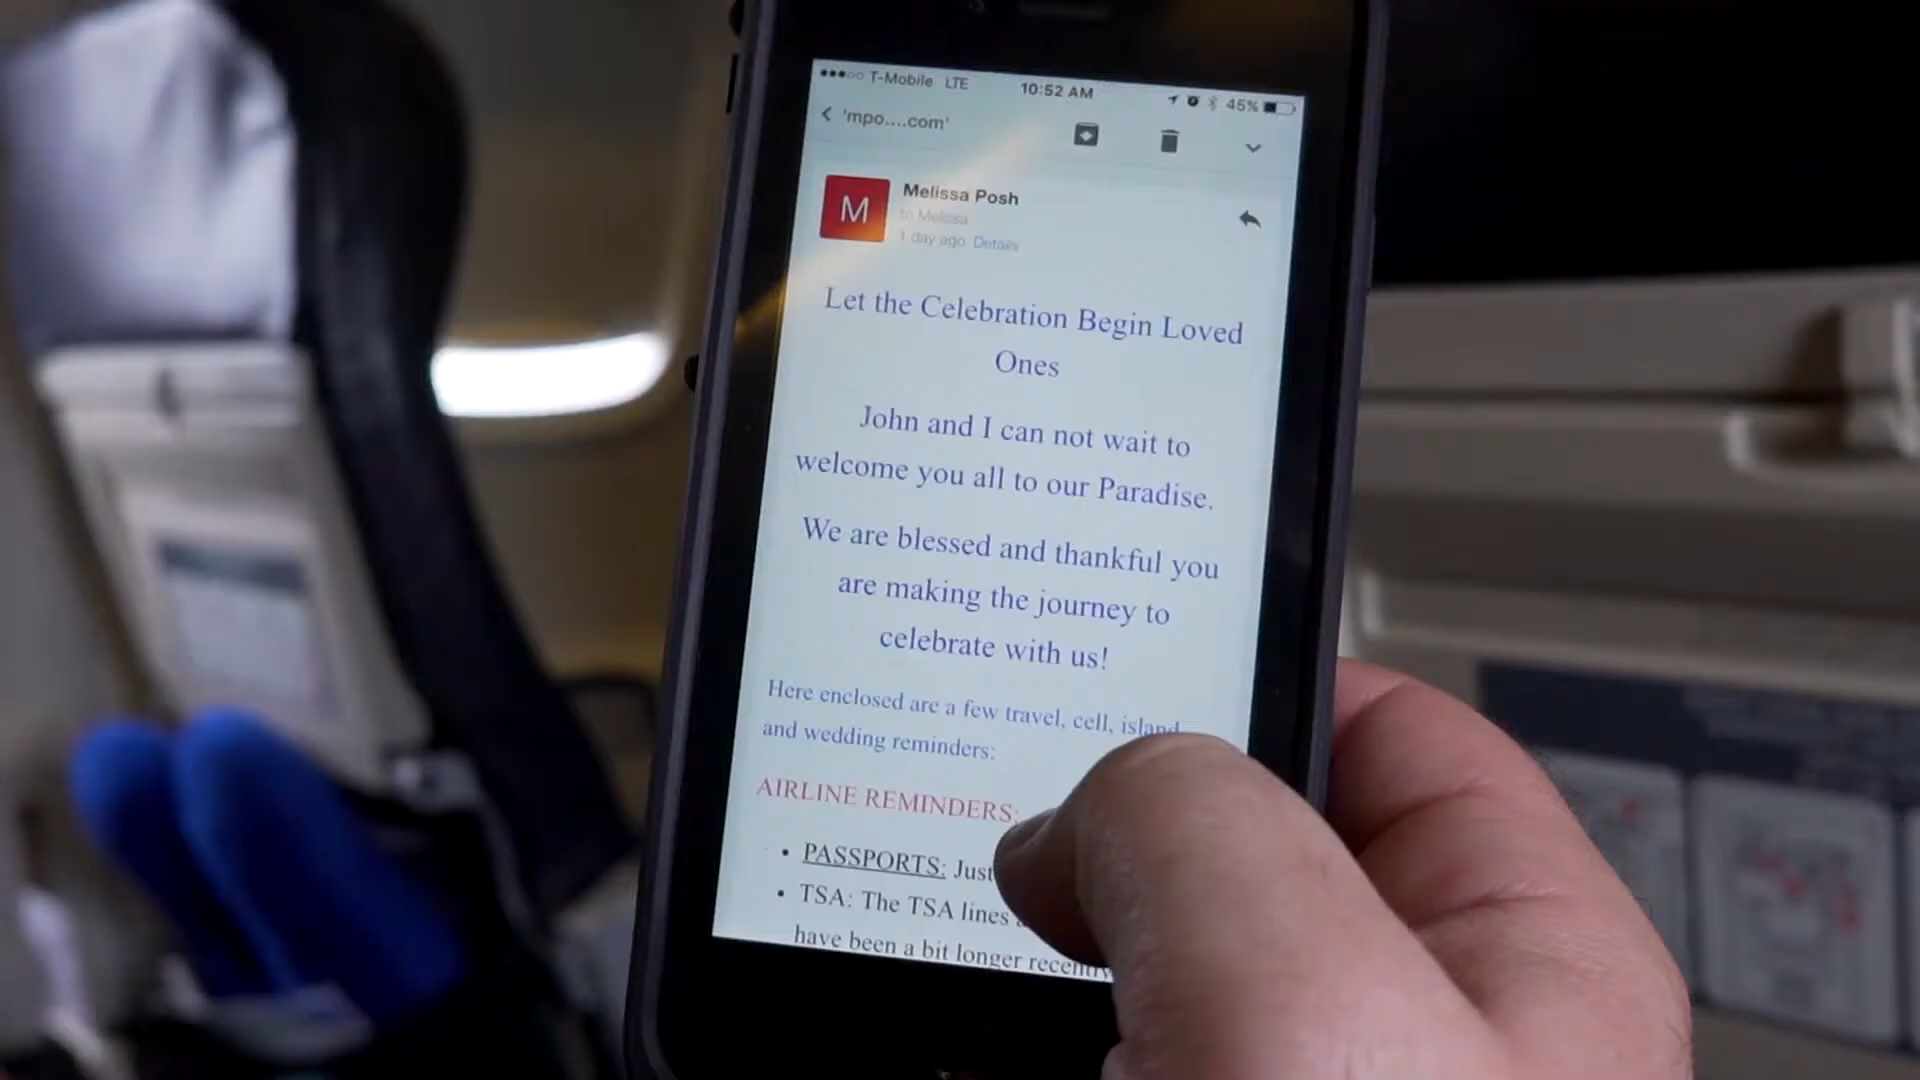 T-Mobile LTE 10:52 AM 45%
'mpo....com'
M
Melissa Posh
to Melissa
1 day ago Details
Let the Celebration Begin Loved
Ones
John and I can not wait to
welcome you all to our Paradise.
We are blessed and thankful you
are making the journey to
celebrate with us!
Here enclosed are a few travel, cell, island
and wedding reminders:
AIRLINE REMINDERS:
• PASSPORTS: Just
• TSA: The TSA lines
have been a bit longer recently